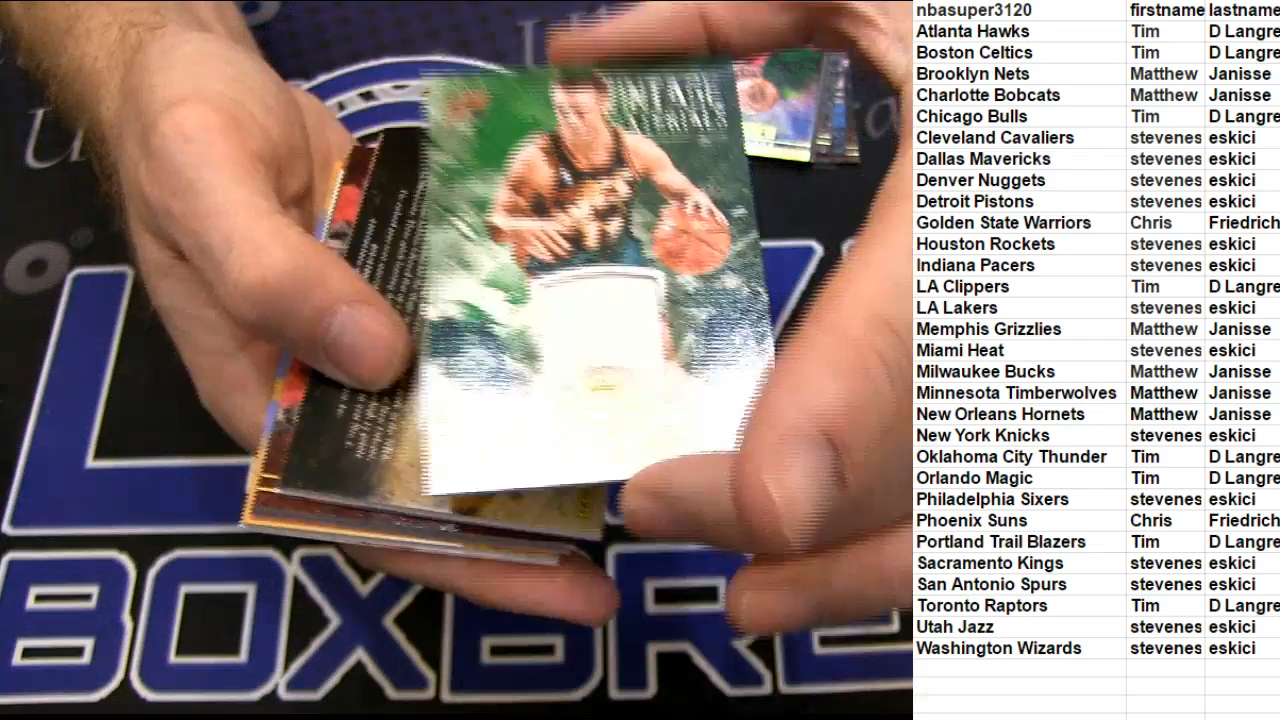 BOXBRE
nbasuper3120 firstname lastname
Atlanta Hawks Tim D Langre
Boston Celtics Tim D Langre
Brooklyn Nets Matthew Janisse
Charlotte Bobcats Matthew Janisse
Chicago Bulls Tim D Langre
Cleveland Cavaliers stevenes eskici
Dallas Mavericks stevenes eskici
Denver Nuggets stevenes eskici
Detroit Pistons stevenes eskici
Golden State Warriors Chris Friedrich
Houston Rockets stevenes eskici
Indiana Pacers stevenes eskici
LA Clippers Tim D Langre
LA Lakers stevenes eskici
Memphis Grizzlies Matthew Janisse
Miami Heat stevenes eskici
Milwaukee Bucks Matthew Janisse
Minnesota Timberwolves Matthew Janisse
New Orleans Hornets Matthew Janisse
New York Knicks stevenes eskici
Oklahoma City Thunder Tim D Langre
Orlando Magic Tim D Langre
Philadelphia Sixers stevenes eskici
Phoenix Suns Chris Friedrich
Portland Trail Blazers Tim D Langre
Sacramento Kings stevenes eskici
San Antonio Spurs stevenes eskici
Toronto Raptors Tim D Langre
Utah Jazz stevenes eskici
Washington Wizards stevenes eskici